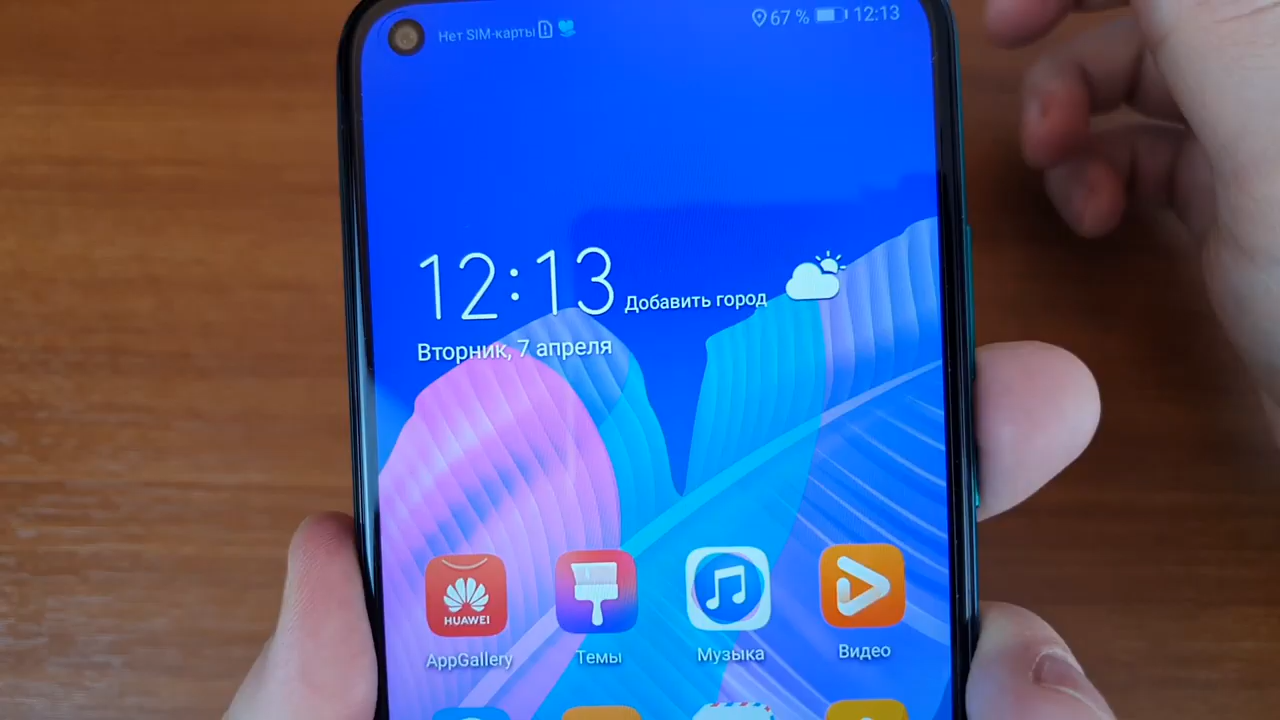 Нет SIM-карты
67 % 12:13
12:13 Добавить город
Вторник, 7 апреля
HUAWEI
AppGallery Темы Музыка Видео